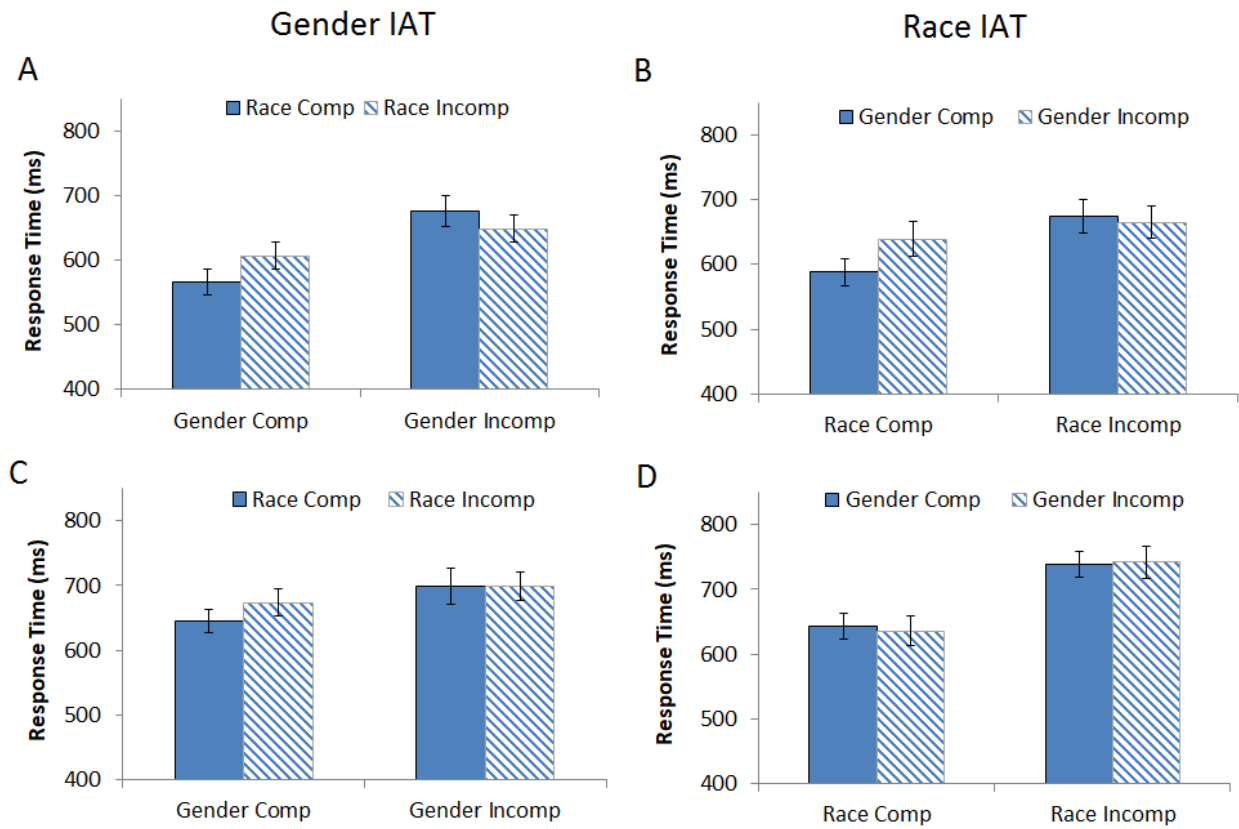 Gender IAT
Race IAT
A
Race Comp
Race Incomp
Response Time (ms)
800
700
600
500
400
Gender Comp
Gender Incomp
B
Gender Comp
Gender Incomp
Response Time (ms)
800
700
600
500
400
Race Comp
Race Incomp
C
Race Comp
Race Incomp
Response Time (ms)
800
700
600
500
400
Gender Comp
Gender Incomp
D
Gender Comp
Gender Incomp
Response Time (ms)
800
700
600
500
400
Race Comp
Race Incomp